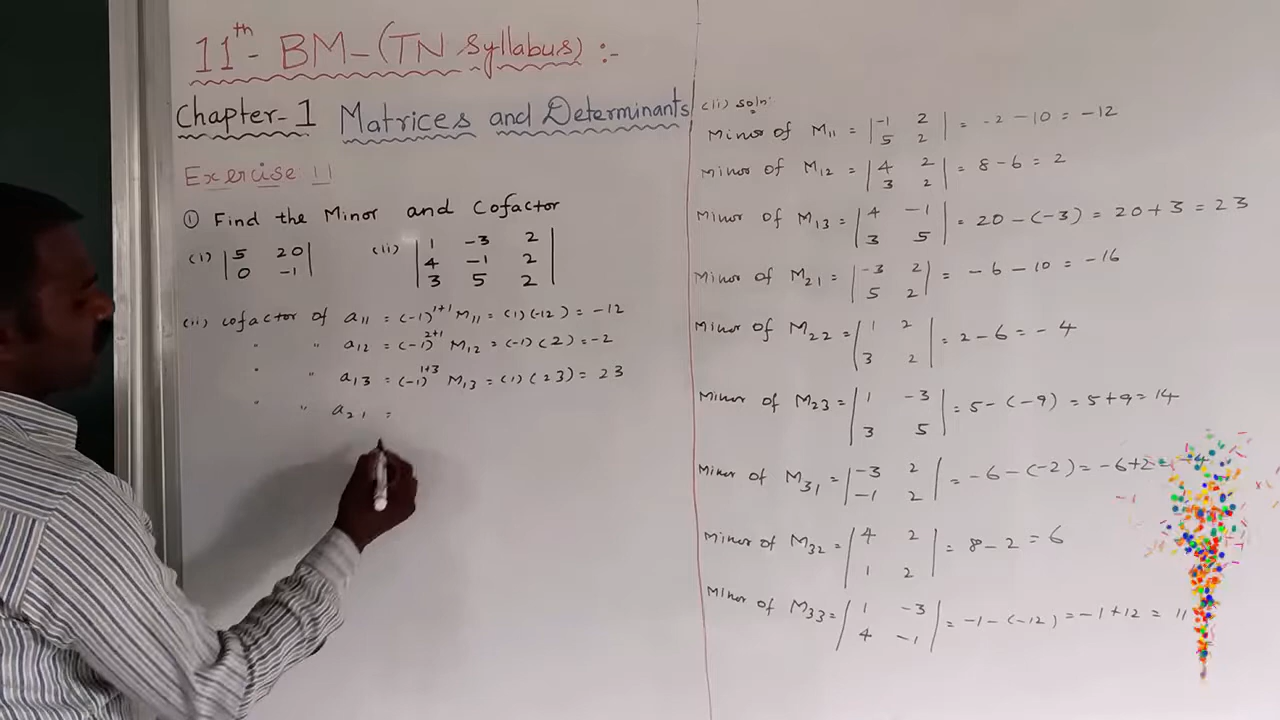 11th - BM - (TN Syllabus) :-
Chapter-1 Matrices and Determinants
Exercise: 1.1
① Find the Minor and Cofactor
(i) |5 20|
|0 -1|
(ii) |1 -3 2|
|4 -1 2|
|3 5 2|
(ii) cofactor of a11 = (-1)^1+1 M11 = (1)(-12) = -12
" " a12 = (-1)^2+1 M12 = (-1)(2) = -2
" " a13 = (-1)^1+3 M13 = (1)(23) = 23
" " a21 =
(ii) soln:
Minor of M11 = |-1 2|
|5 2| = -2 - 10 = -12
Minor of M12 = |4 2|
|3 2| = 8 - 6 = 2
Minor of M13 = |4 -1|
|3 5| = 20 - (-3) = 20 + 3 = 23
Minor of M21 = |-3 2|
|5 2| = -6 - 10 = -16
Minor of M22 = |1 2|
|3 2| = 2 - 6 = -4
Minor of M23 = |1 -3|
|3 5| = 5 - (-9) = 5 + 9 = 14
Minor of M31 = |-3 2|
|-1 2| = -6 - (-2) = -6 + 2 = -4
Minor of M32 = |4 2|
|1 2| = 8 - 2 = 6
Minor of M33 = |1 -3|
|4 -1| = -1 - (-12) = -1 + 12 = 11